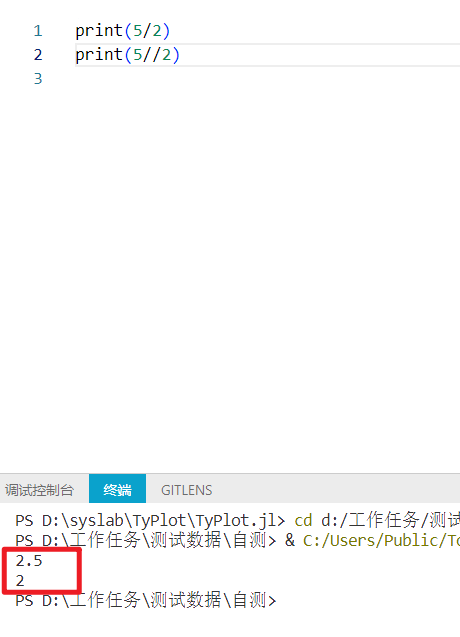 1 print(5/2)
2 print(5//2)
3
调试控制台 终端 GITLENS
PS D:\syslab\TyPlot\TyPlot.jl> cd d:/工作任务/测试
PS D:\工作任务\测试数据\自测> & C:/Users/Public/To
2.5
2
PS D:\工作任务\测试数据\自测>